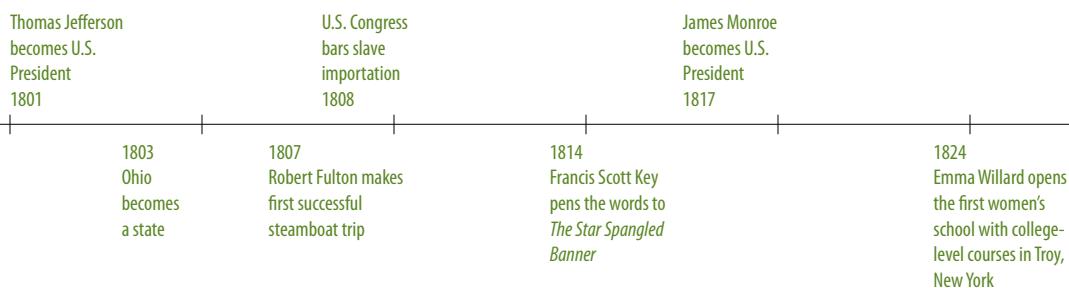 Thomas Jefferson
becomes U.S.
President
1801
U.S. Congress
bars slave
importation
1808
James Monroe
becomes U.S.
President
1817
1803
Ohio
becomes
a state
1807
Robert Fulton makes
first successful
steamboat trip
1814
Francis Scott Key
pens the words to
The Star Spangled
Banner
1824
Emma Willard opens
the first women's
school with college-
level courses in Troy,
New York